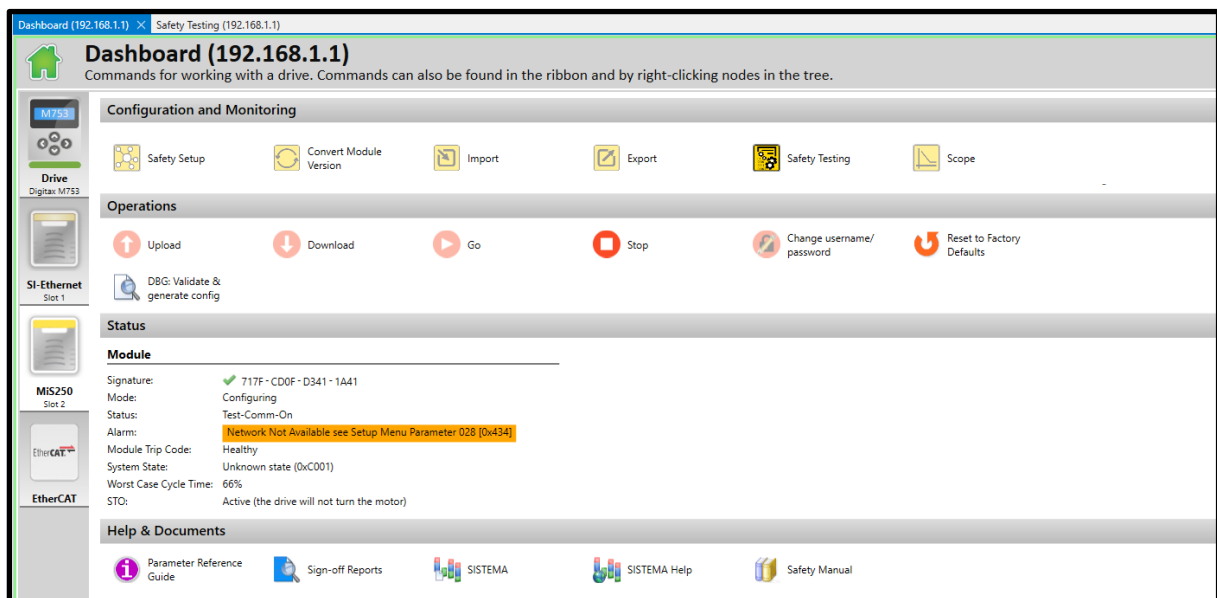 Dashboard (192.168.1.1) Safety Testing (192.168.1.1)
Dashboard (192.168.1.1)
Commands for working with a drive. Commands can also be found in the ribbon and by right-clicking nodes in the tree.
M753
Drive
Digitax M753
SI-Ethernet
Slot 1
MiS250
Slot 2
EtherCAT
EtherCAT
Configuration and Monitoring
Safety Setup
Convert Module
Version
Import
Export
Safety Testing
Scope
Operations
Upload
Download
Go
Stop
Change username/
password
Reset to Factory
Defaults
DBG: Validate &
generate config
Status
Module
Signature: 717F - CD0F - D341 - 1A41
Mode: Configuring
Status: Test-Comm-On
Alarm: Network Not Available see Setup Menu Parameter 028 [0x434]
Module Trip Code: Healthy
System State: Unknown state (0xC001)
Worst Case Cycle Time: 66%
STO: Active (the drive will not turn the motor)
Help & Documents
Parameter Reference
Guide
Sign-off Reports
SISTEMA
SISTEMA Help
Safety Manual